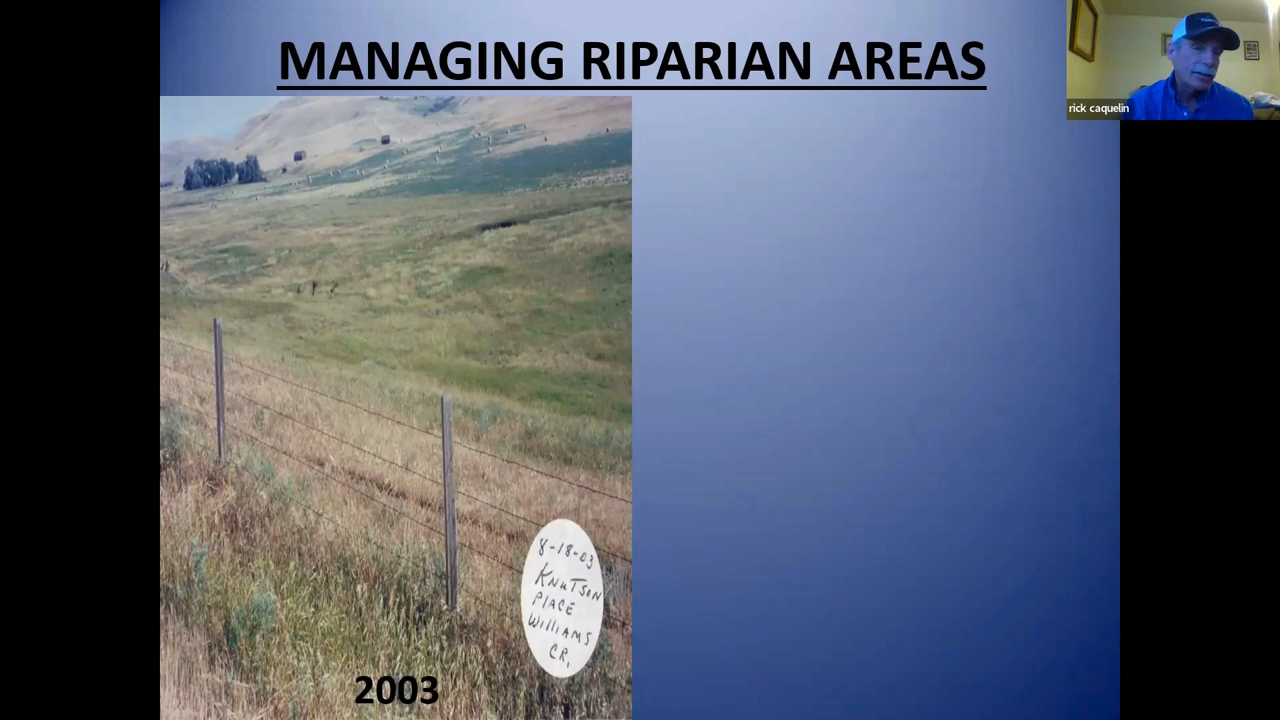 MANAGING RIPARIAN AREAS
rick caquelin
8-18-03
KNUTSON
PLACE
WILLIAMS
CR.
2003